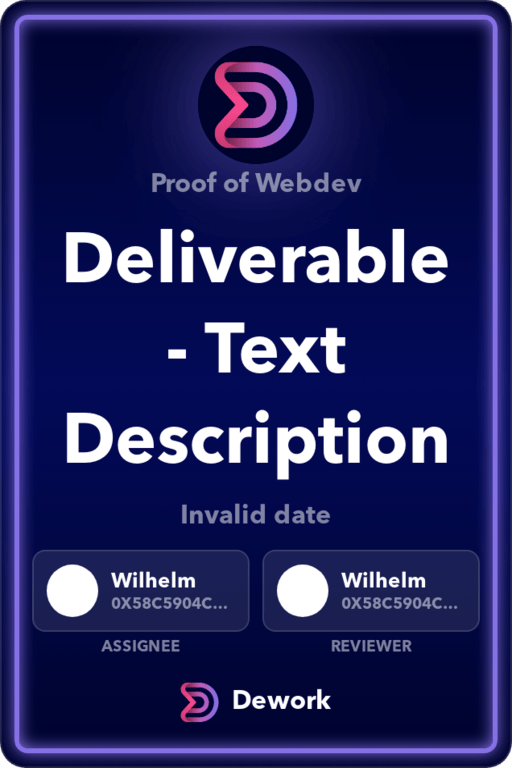 Proof of Webdev
Deliverable
- Text
Description
Invalid date
Wilhelm
0X58C5904C...
ASSIGNEE
Wilhelm
0X58C5904C...
REVIEWER
Dework